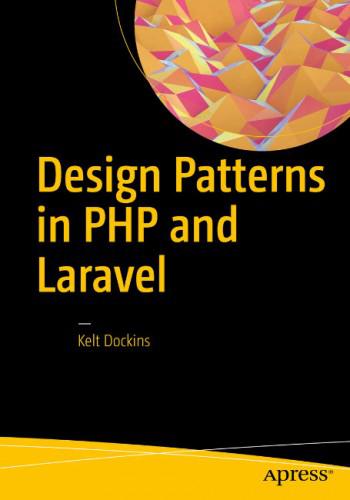 Design Patterns
in PHP and
Laravel
Kelt Dockins
Apress®